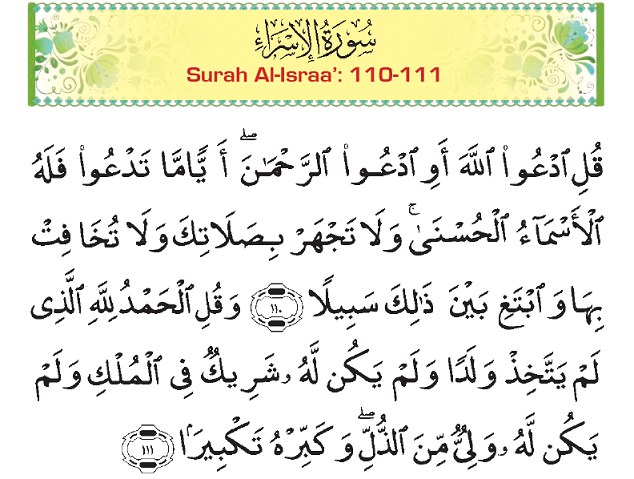 سُورَةُ الإِسْرَاءِ
Surah Al-Israa': 110-111
قُلِ ٱدْعُوا۟ ٱللَّهَ أَوِ ٱدْعُوا۟ ٱلرَّحْمَـٰنَ ۖ أَيًّا مَّا تَدْعُوا۟ فَلَهُ
ٱلْأَسْمَآءُ ٱلْحُسْنَىٰ ۚ وَلَا تَجْهَرْ بِصَلَاتِكَ وَلَا تُخَافِتْ
بِهَا وَٱبْتَغِ بَيْنَ ذَٰلِكَ سَبِيلًا ١١٠ وَقُلِ ٱلْحَمْدُ لِلَّهِ ٱلَّذِى
لَمْ يَتَّخِذْ وَلَدًا وَلَمْ يَكُن لَّهُۥ شَرِيكٌ فِى ٱلْمُلْكِ وَلَمْ
يَكُن لَّهُۥ وَلِىٌّ مِّنَ ٱلذُّلِّ ۖ وَكَبِّرْهُ تَكْبِيرًۢا ١١١